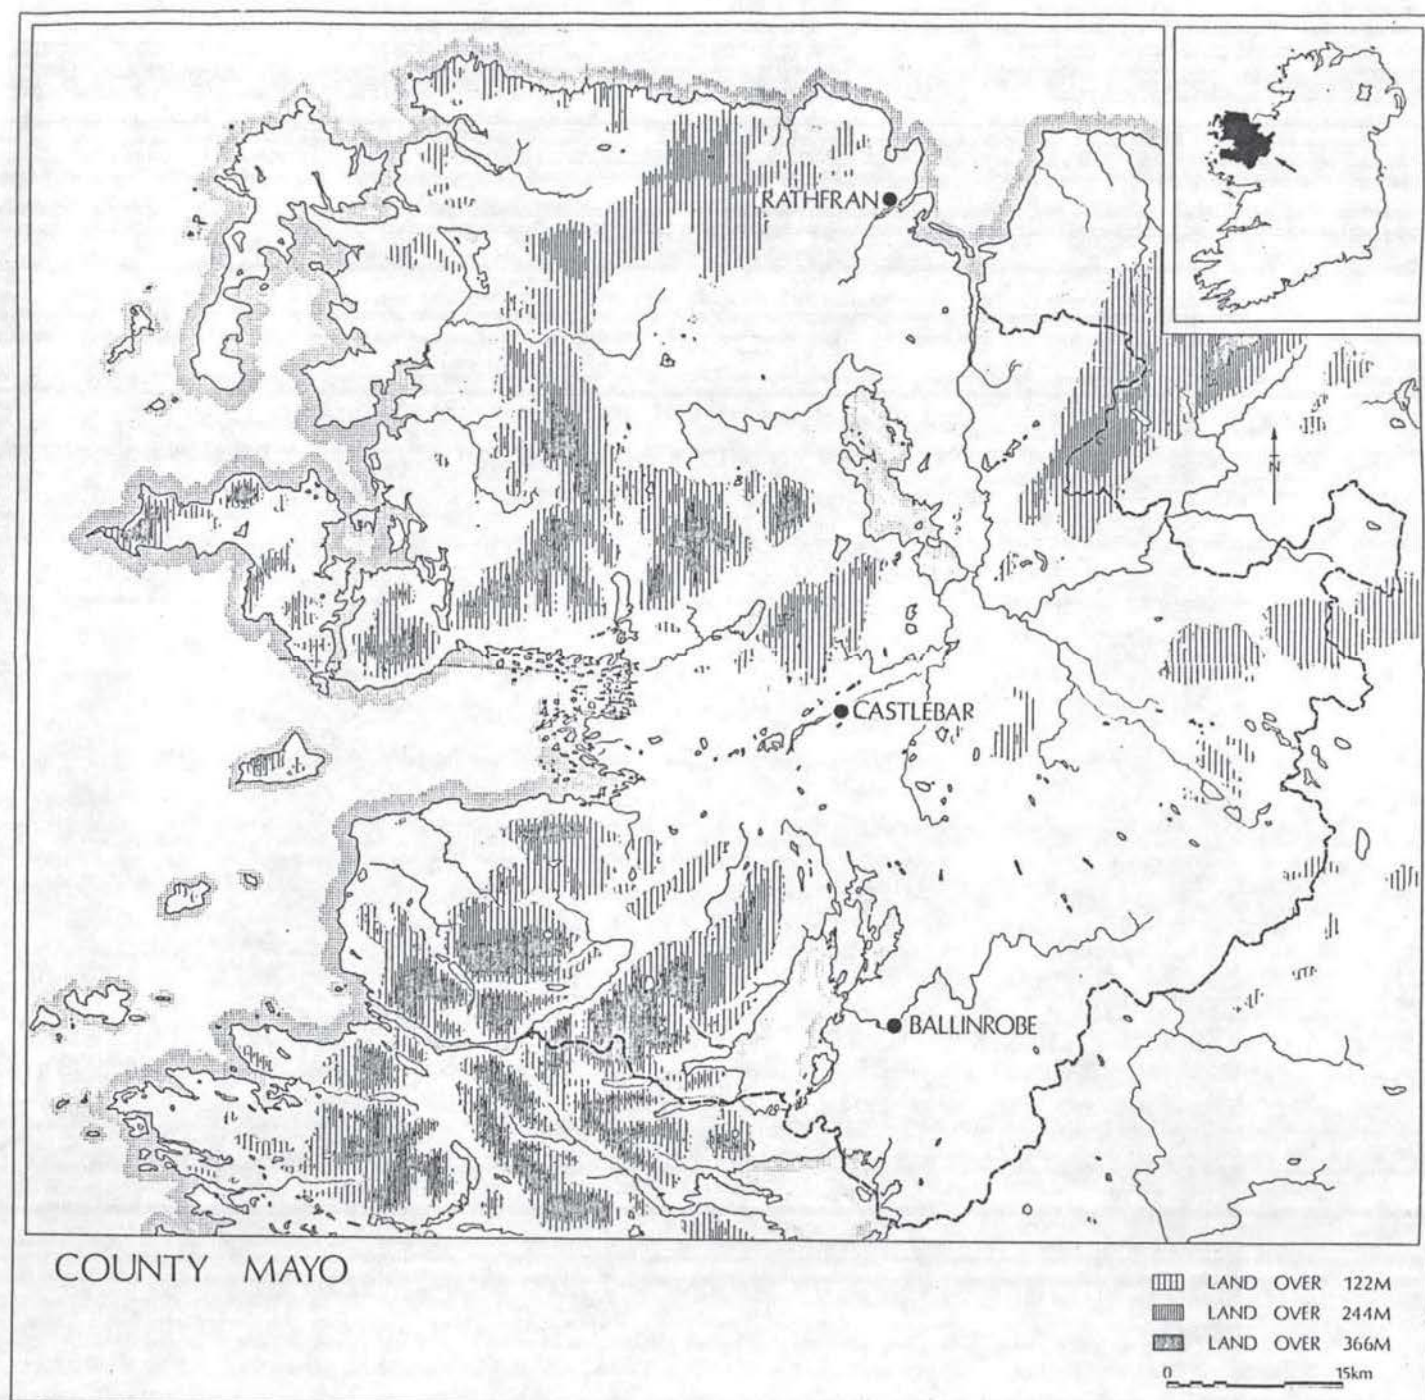 RATHFRAN
N
CASTLEBAR
BALLINROBE
COUNTY MAYO
LAND OVER 122M
LAND OVER 244M
LAND OVER 366M
0 15km